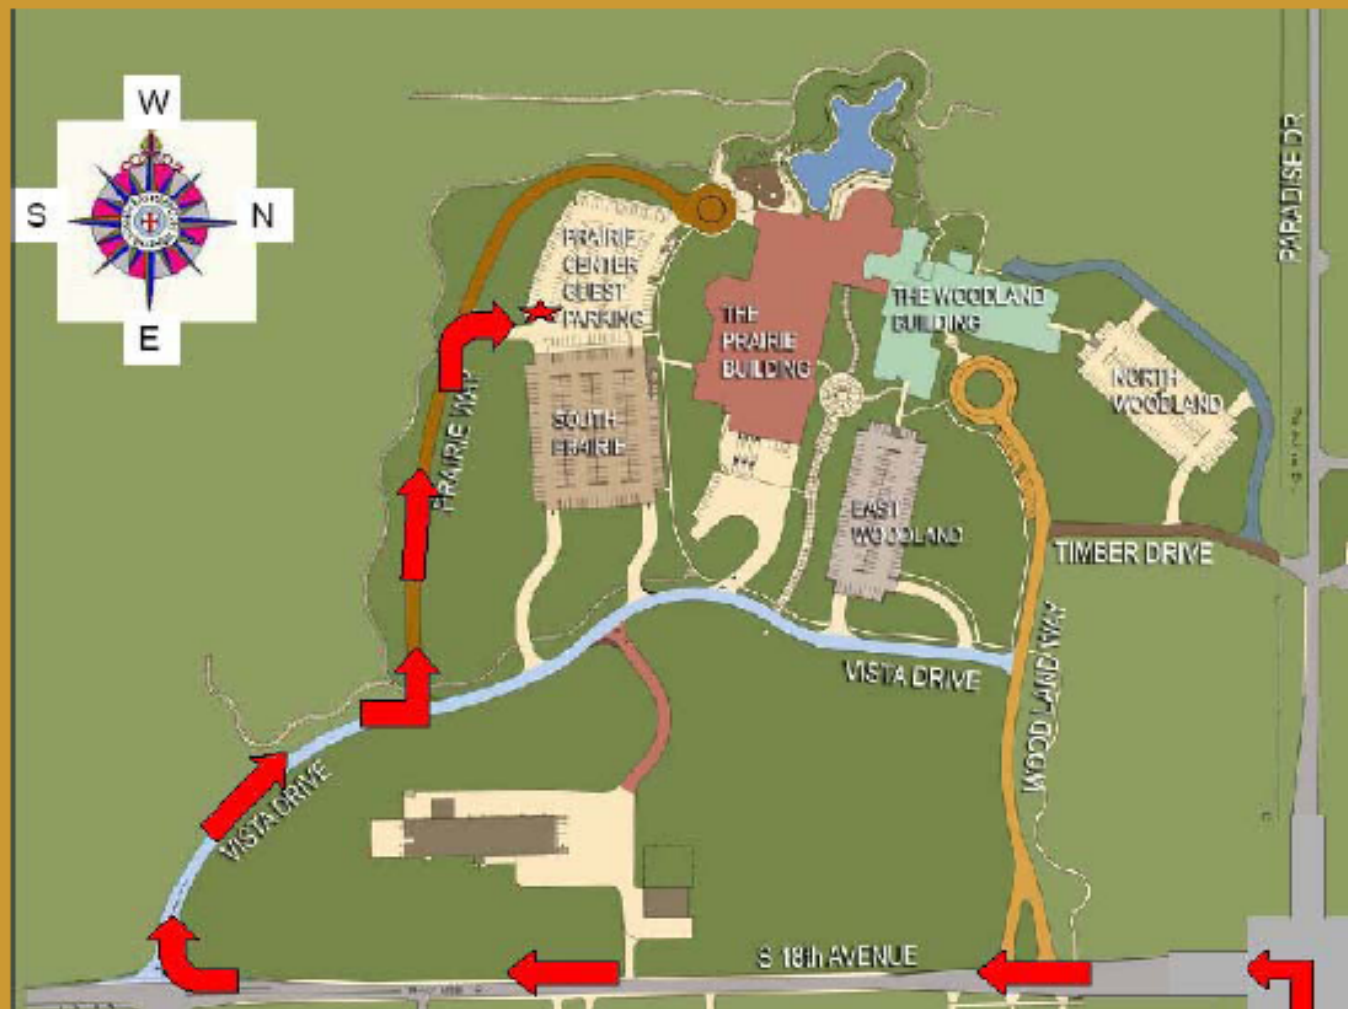 W
S
N
E
PARADISE DR
PRAIRIE
CENTER
GUEST
PARKING
THE
PRAIRIE
BUILDING
THE WOODLAND
BUILDING
NORTH
WOODLAND
PRAIRIE WAY
SOUTH
PRAIRIE
EAST
WOODLAND
TIMBER DRIVE
VISTA DRIVE
WOODLAND WAY
VISTA DRIVE
S 18th AVENUE